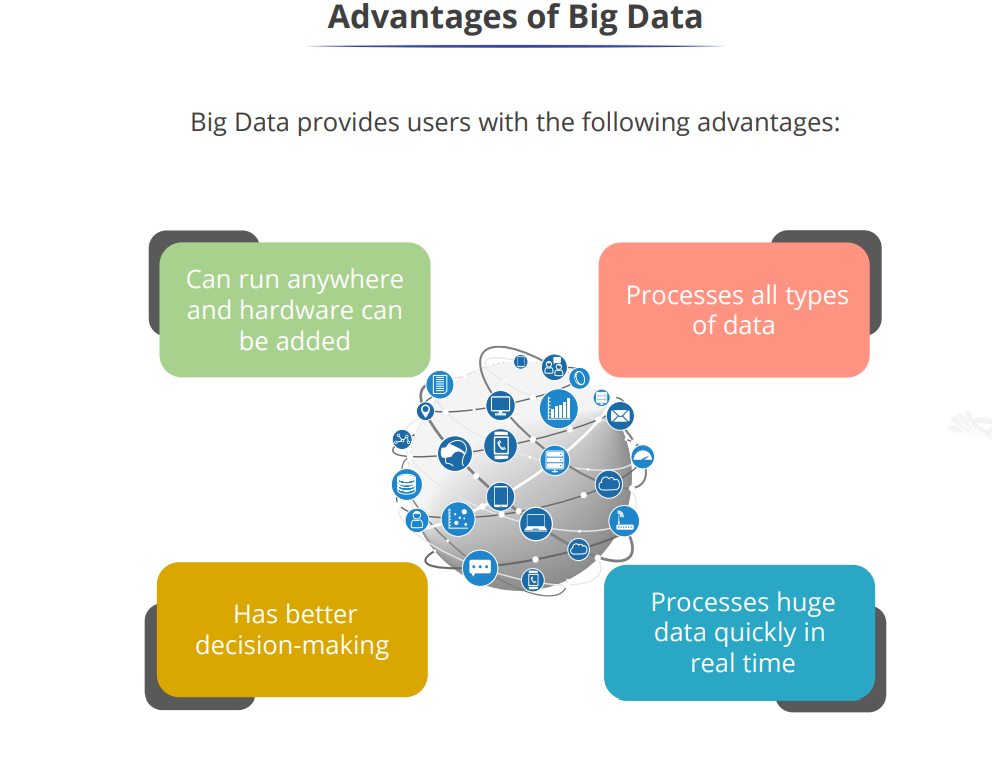 Advantages of Big Data
Big Data provides users with the following advantages:
Can run anywhere
and hardware can
be added
Processes all types
of data
Has better
decision-making
Processes huge
data quickly in
real time